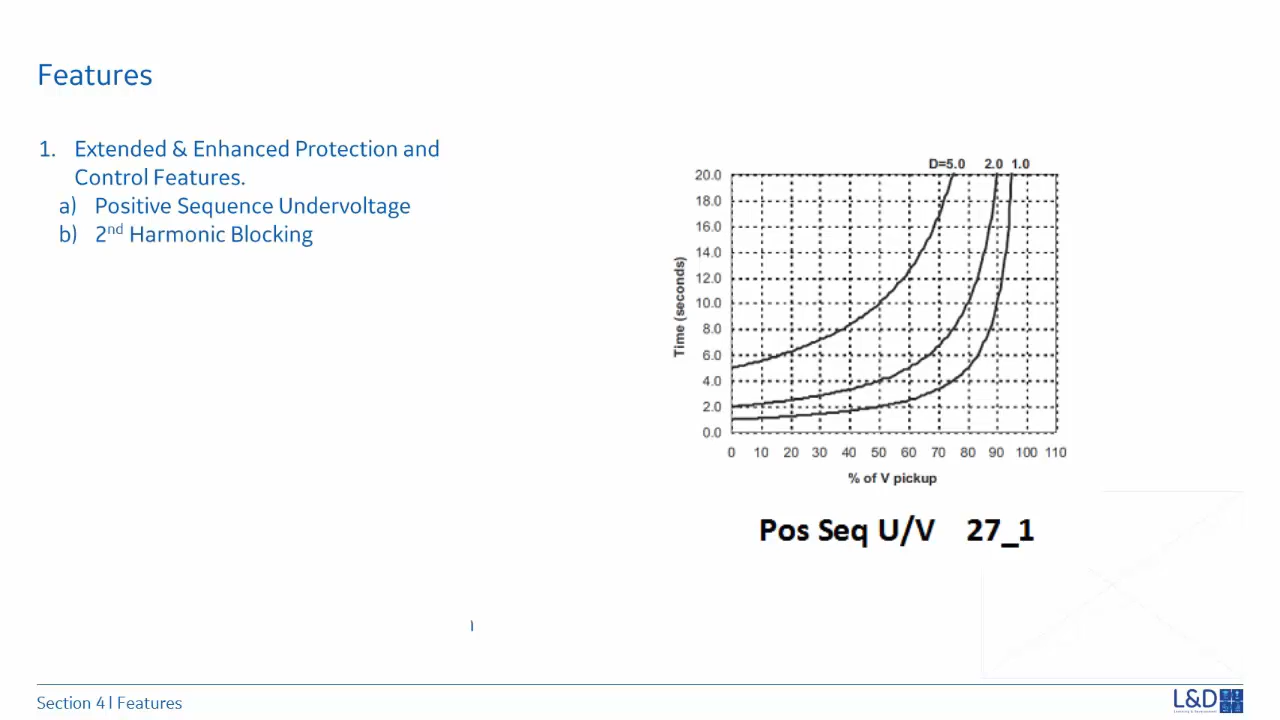 Features
1. Extended & Enhanced Protection and
Control Features.
a) Positive Sequence Undervoltage
b) 2nd Harmonic Blocking
D=5.0 2.0 1.0
20.0
18.0
16.0
14.0
12.0
10.0
8.0
6.0
4.0
2.0
0.0
Time (seconds)
0 10 20 30 40 50 60 70 80 90 100 110
% of V pickup
Pos Seq U/V 27_1
Section 4 | Features
L&D